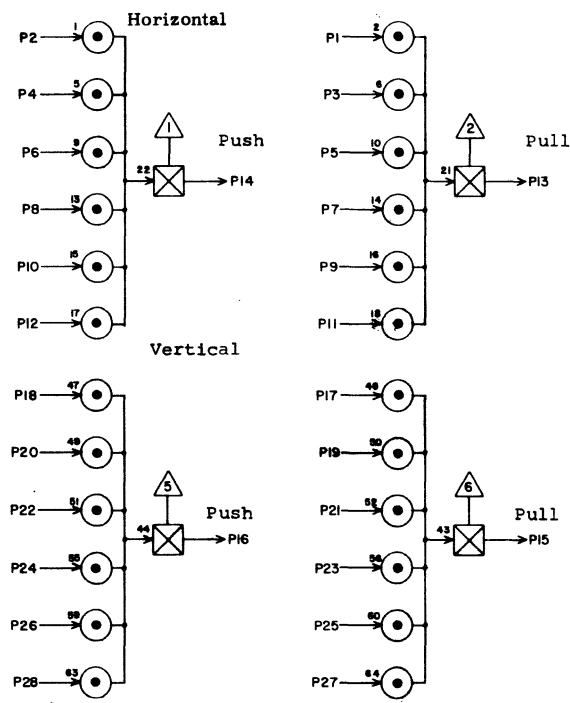 Horizontal
P2 1
P4 5
P6 9
P8 13
P10 15
P12 17
1
22
Push
P14
P1 2
P3 6
P5 10
P7 14
P9 16
P11 18
2
21
Pull
P13
Vertical
P18 47
P20 49
P22 51
P24 55
P26 59
P28 63
5
44
Push
P16
P17 48
P19 50
P21 52
P23 56
P25 60
P27 64
6
43
Pull
P15